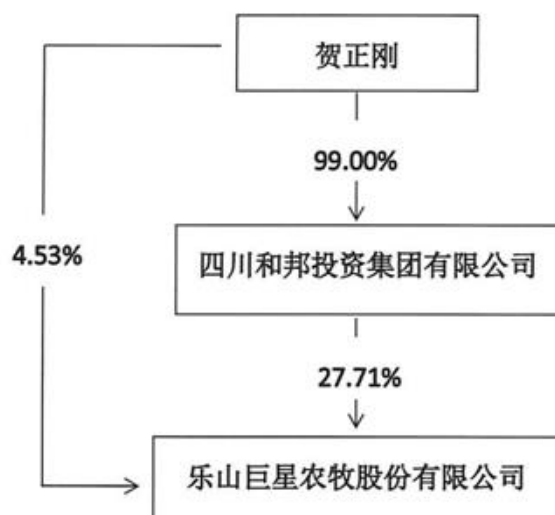 贺正刚
99.00%
4.53%
四川和邦投资集团有限公司
27.71%
乐山巨星农牧股份有限公司